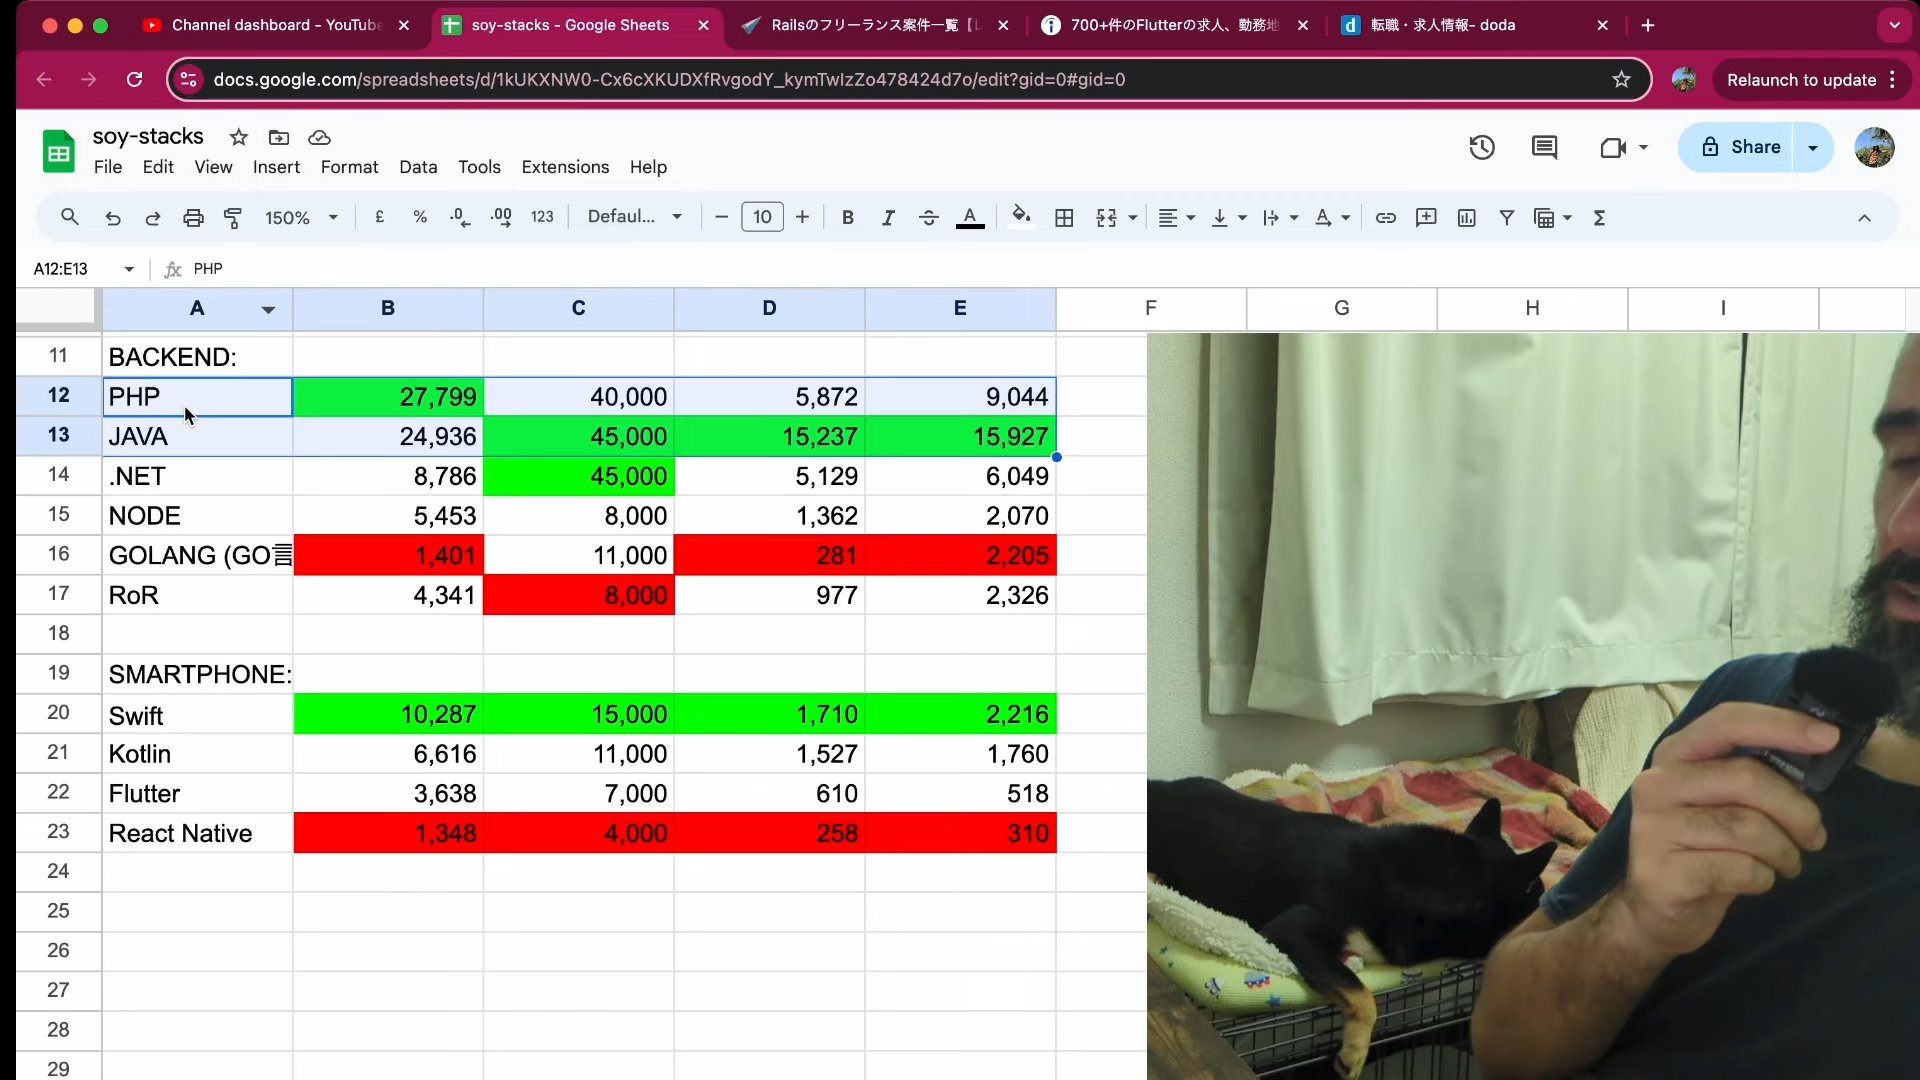 Channel dashboard - YouTube
soy-stacks - Google Sheets
Railsのフリーランス案件一覧
700+件のFlutterの求人、勤務地
転職・求人情報- doda
docs.google.com/spreadsheets/d/1kUKXNW0-Cx6cXKUDXfRvgodY_kymTwIzZo478424d7o/edit?gid=0#gid=0
Relaunch to update
soy-stacks
File Edit View Insert Format Data Tools Extensions Help
Share
150% £ % .0 .00 123 Defaul... 10 B I A Σ
A12:E13 fx PHP
A B C D E F G H I
11 BACKEND:
12 PHP 27,799 40,000 5,872 9,044
13 JAVA 24,936 45,000 15,237 15,927
14 .NET 8,786 45,000 5,129 6,049
15 NODE 5,453 8,000 1,362 2,070
16 GOLANG (GO言 1,401 11,000 281 2,205
17 RoR 4,341 8,000 977 2,326
18
19 SMARTPHONE:
20 Swift 10,287 15,000 1,710 2,216
21 Kotlin 6,616 11,000 1,527 1,760
22 Flutter 3,638 7,000 610 518
23 React Native 1,348 4,000 258 310
24
25
26
27
28
29